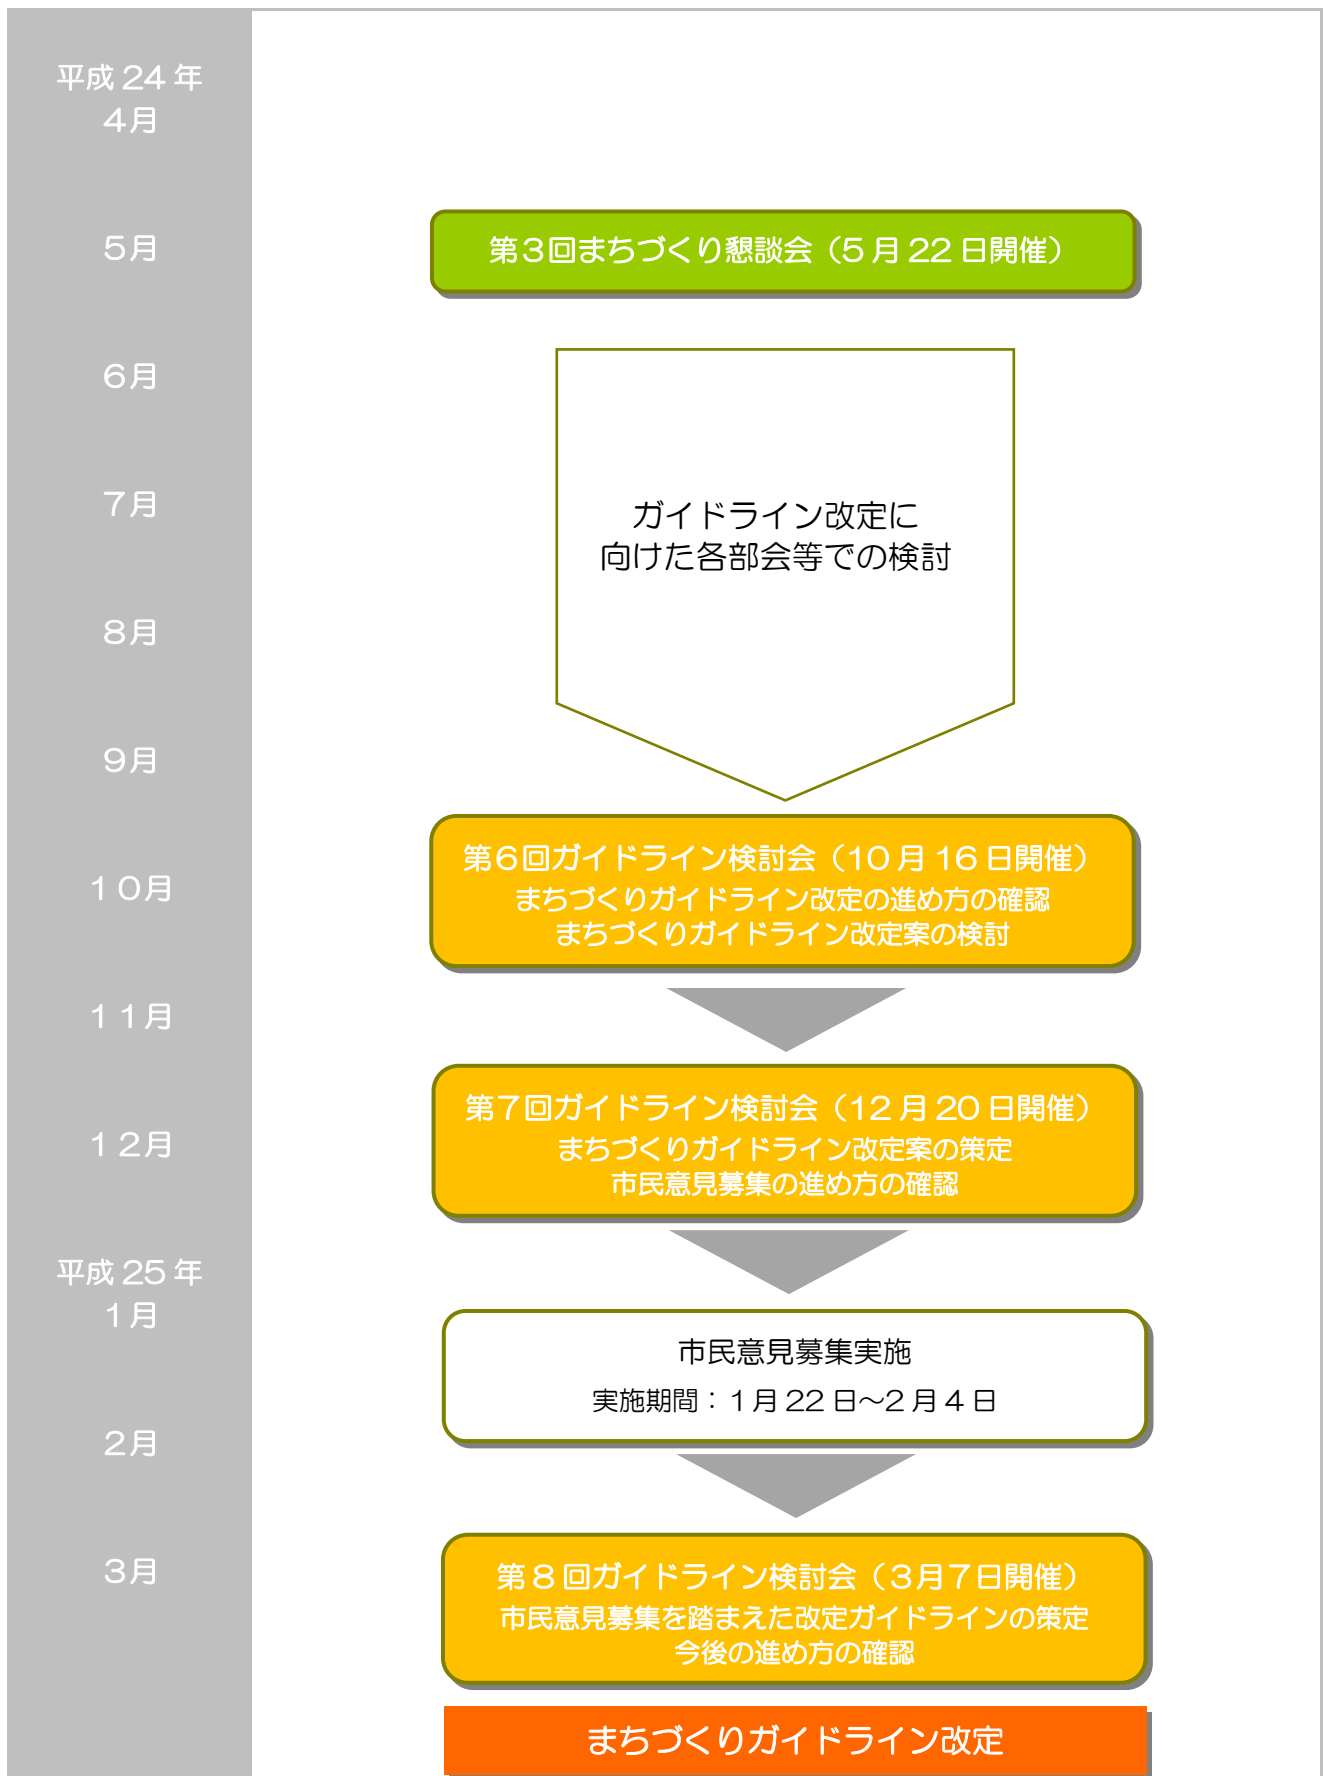 平成24年
4月
5月
第3回まちづくり懇談会（5月22日開催）
6月
7月
ガイドライン改定に
向けた各部会等での検討
8月
9月
10月
第6回ガイドライン検討会（10月16日開催）
まちづくりガイドライン改定の進め方の確認
まちづくりガイドライン改定案の検討
11月
12月
第7回ガイドライン検討会（12月20日開催）
まちづくりガイドライン改定案の策定
市民意見募集の進め方の確認
平成25年
1月
市民意見募集実施
実施期間：1月22日～2月4日
2月
3月
第8回ガイドライン検討会（3月7日開催）
市民意見募集を踏まえた改定ガイドラインの策定
今後の進め方の確認
まちづくりガイドライン改定